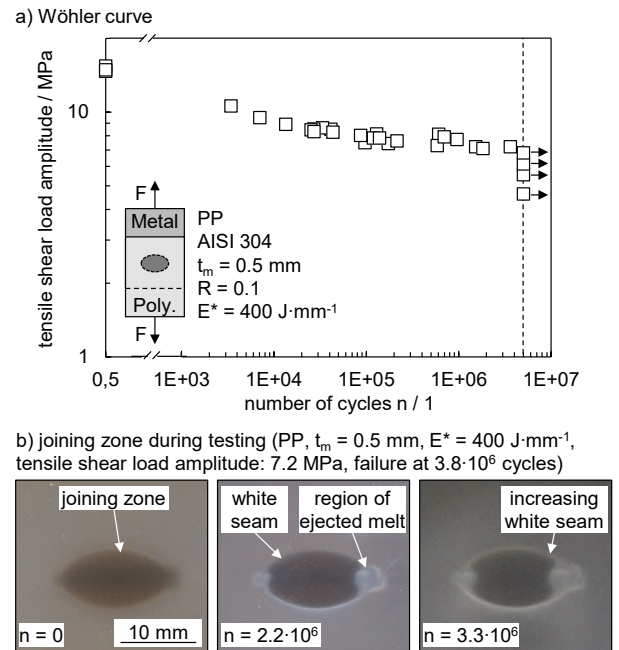 a) Wöhler curve
tensile shear load amplitude / MPa
10
1
F
Metal
Poly.
F
PP
AISI 304
tₘ = 0.5 mm
R = 0.1
E* = 400 J·mm⁻¹
0,5 1E+03 1E+04 1E+05 1E+06 1E+07
number of cycles n / 1
b) joining zone during testing (PP, tₘ = 0.5 mm, E* = 400 J·mm⁻¹,
tensile shear load amplitude: 7.2 MPa, failure at 3.8·10⁶ cycles)
joining zone
n = 0
10 mm
white
seam
region of
ejected melt
n = 2.2·10⁶
increasing
white seam
n = 3.3·10⁶